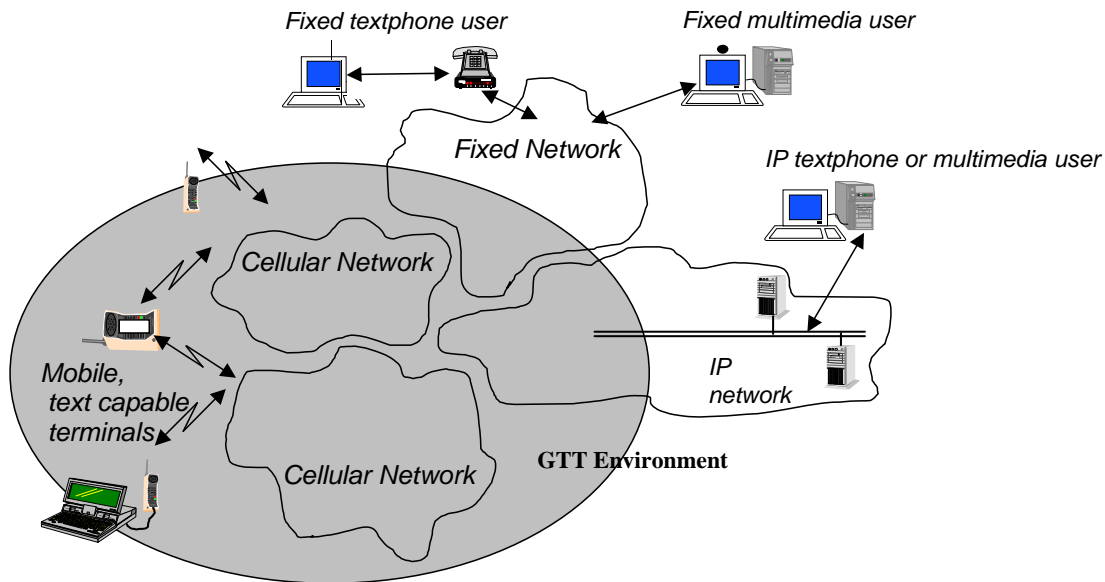 Fixed textphone user
Fixed multimedia user
Fixed Network
IP textphone or multimedia user
Cellular Network
Mobile,
text capable
terminals
IP
network
Cellular Network
GTT Environment